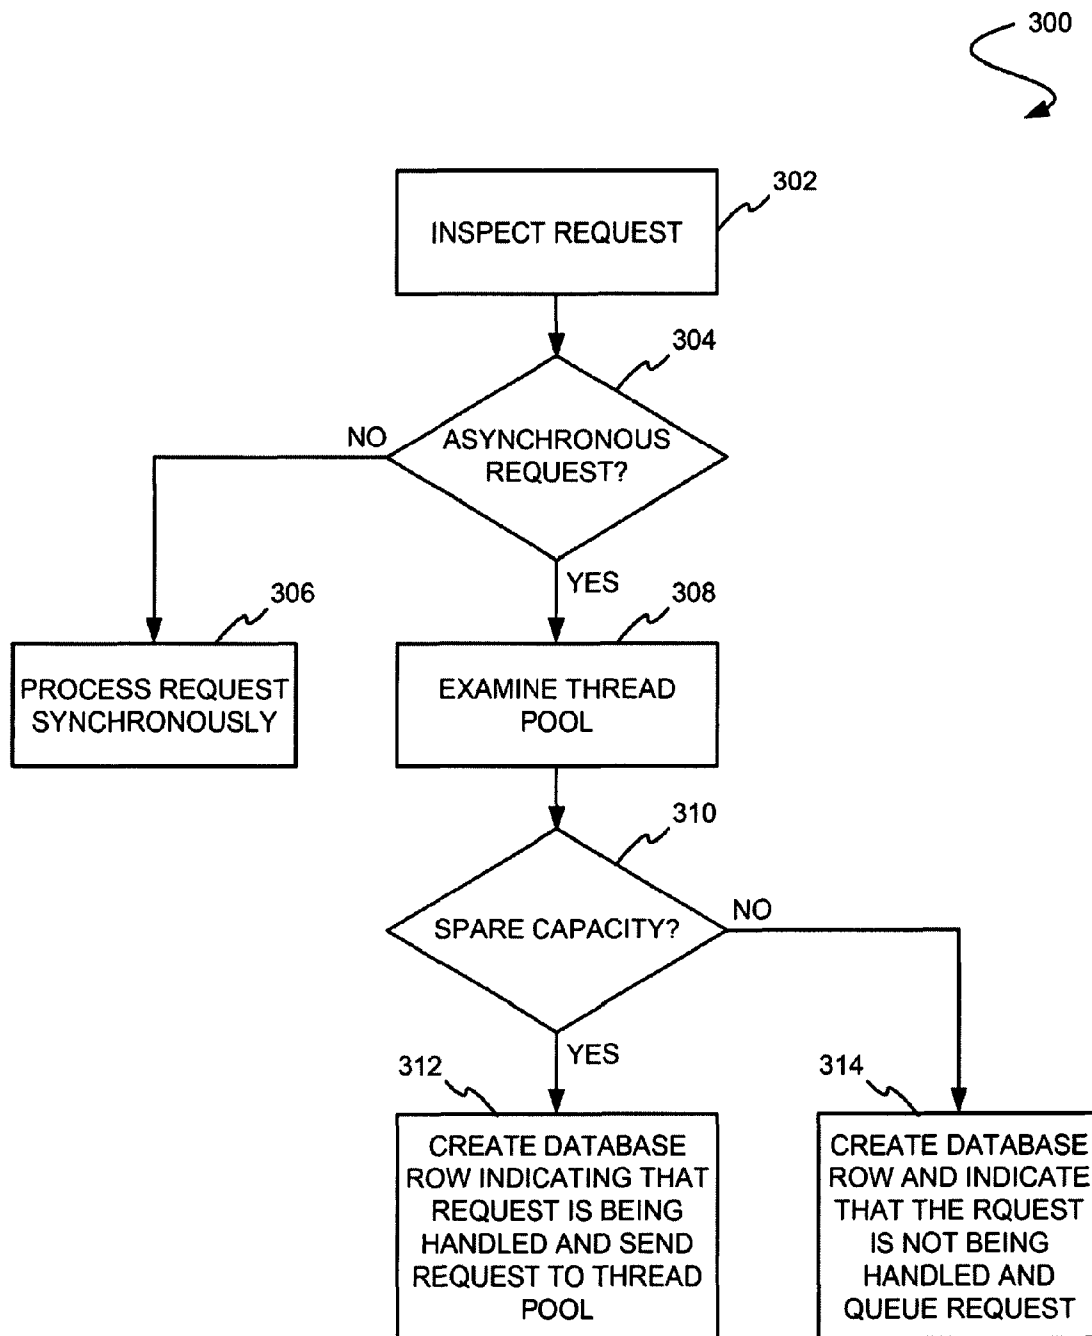 300
302
INSPECT REQUEST
304
NO
ASYNCHRONOUS
REQUEST?
YES
306
308
PROCESS REQUEST
SYNCHRONOUSLY
EXAMINE THREAD
POOL
310
SPARE CAPACITY?
NO
YES
312
314
CREATE DATABASE
ROW INDICATING THAT
REQUEST IS BEING
HANDLED AND SEND
REQUEST TO THREAD
POOL
CREATE DATABASE
ROW AND INDICATE
THAT THE RQUEST
IS NOT BEING
HANDLED AND
QUEUE REQUEST